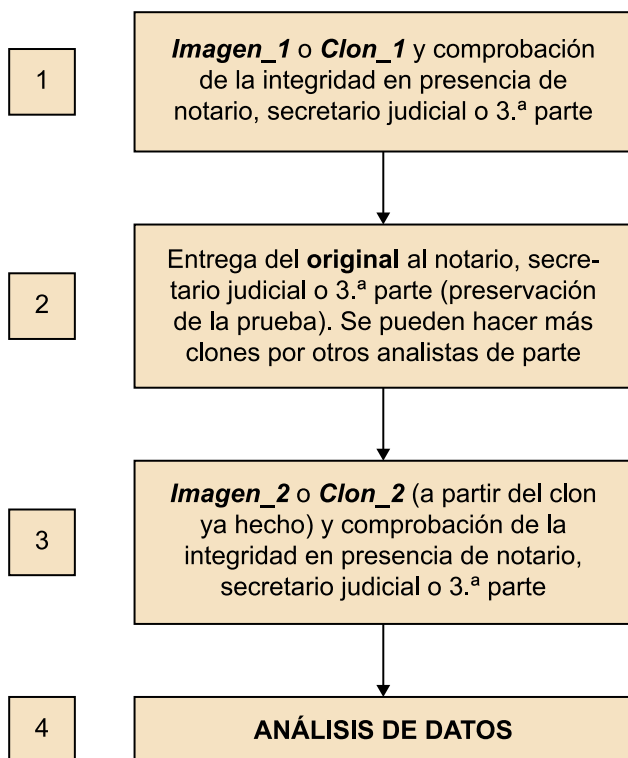 1
Imagen_1 o Clon_1 y comprobación
de la integridad en presencia de
notario, secretario judicial o 3.ª parte
2
Entrega del original al notario, secre-
tario judicial o 3.ª parte (preservación
de la prueba). Se pueden hacer más
clones por otros analistas de parte
3
Imagen_2 o Clon_2 (a partir del clon
ya hecho) y comprobación de la
integridad en presencia de notario,
secretario judicial o 3.ª parte
4
ANÁLISIS DE DATOS